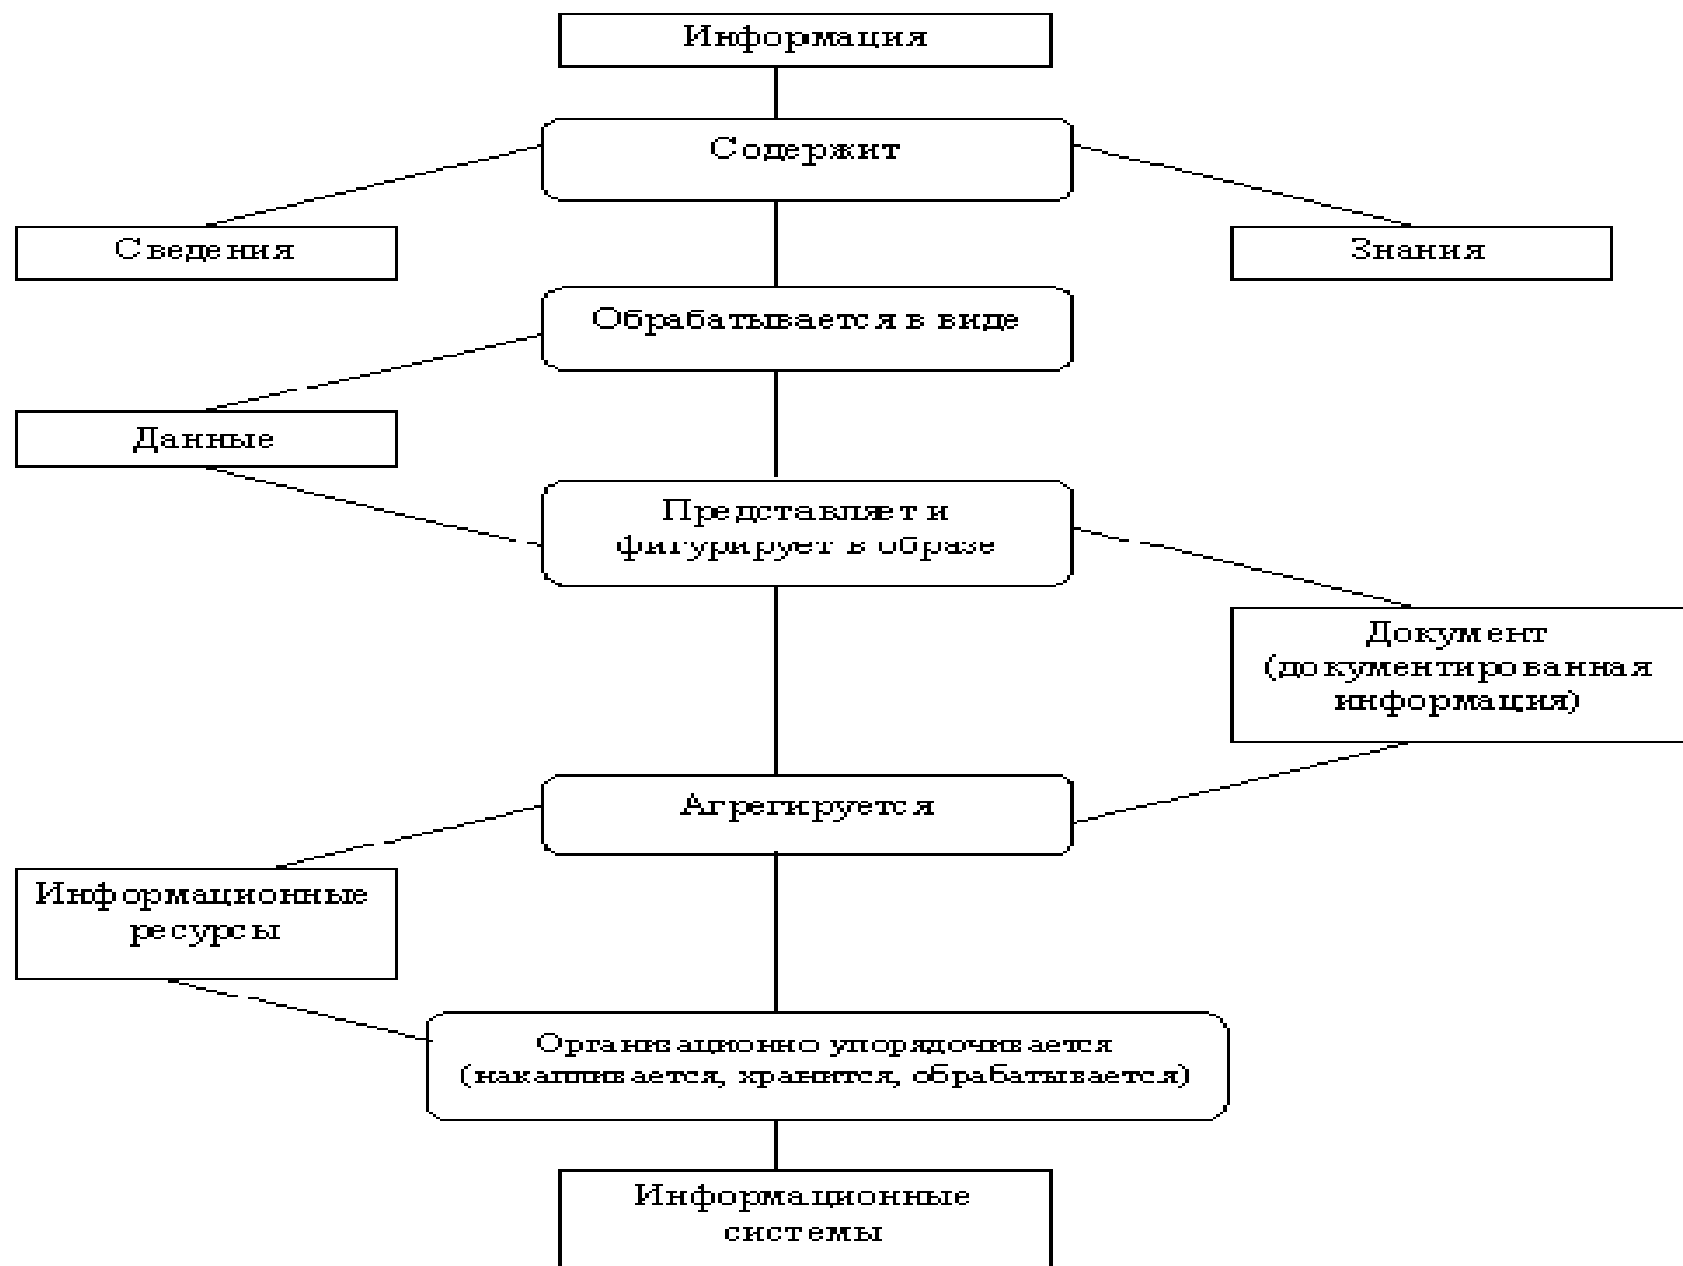 Информация
Содержит
Сведения
Знания
Обрабатывается в виде
Данные
Представляет и
фигурирует в образе
Документ
(документированная
информация)
Агрегируется
Информационные
ресурсы
Организационно упорядочивается
(накапливается, хранится, обрабатывается)
Информационные
системы